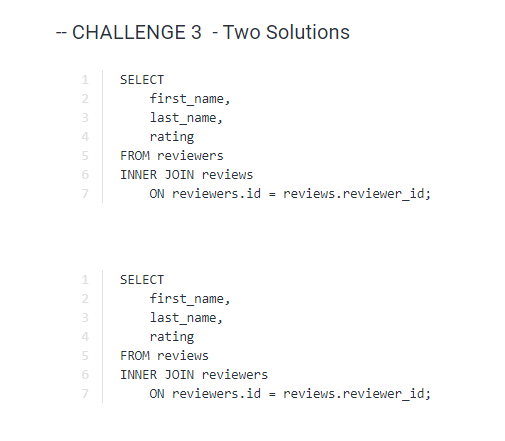 -- CHALLENGE 3 - Two Solutions
1 SELECT
2 first_name,
3 last_name,
4 rating
5 FROM reviewers
6 INNER JOIN reviews
7 ON reviewers.id = reviews.reviewer_id;
1 SELECT
2 first_name,
3 last_name,
4 rating
5 FROM reviews
6 INNER JOIN reviewers
7 ON reviewers.id = reviews.reviewer_id;